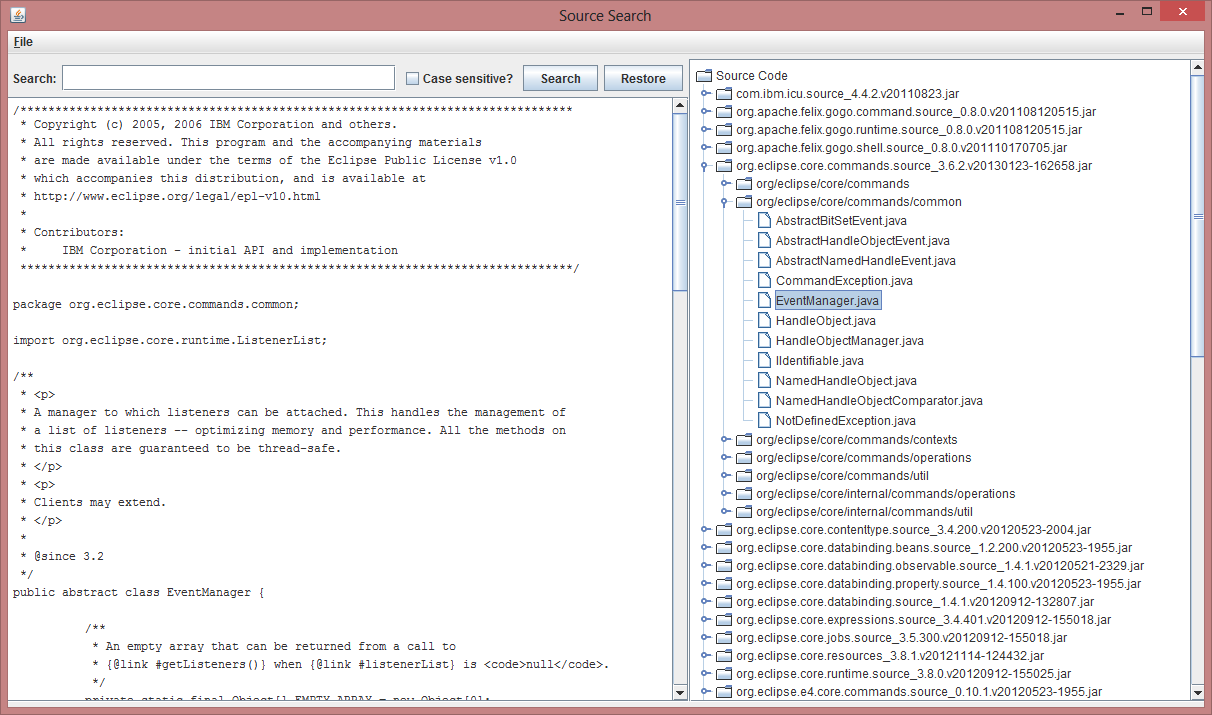 Source Search
File
Search: Case sensitive? Search Restore
/*******************************************************************************
 * Copyright (c) 2005, 2006 IBM Corporation and others.
 * All rights reserved. This program and the accompanying materials
 * are made available under the terms of the Eclipse Public License v1.0
 * which accompanies this distribution, and is available at
 * http://www.eclipse.org/legal/epl-v10.html
 *
 * Contributors:
 *     IBM Corporation - initial API and implementation
 *******************************************************************************/
package org.eclipse.core.commands.common;
import org.eclipse.core.runtime.ListenerList;
/**
 * <p>
 * A manager to which listeners can be attached. This handles the management of
 * a list of listeners -- optimizing memory and performance. All the methods on
 * this class are guaranteed to be thread-safe.
 * </p>
 * <p>
 * Clients may extend.
 * </p>
 *
 * @since 3.2
 */
public abstract class EventManager {
/**
 * An empty array that can be returned from a call to
 * {@link #getListeners()} when {@link #listenerList} is <code>null</code>.
 */
private static final Object[] EMPTY_ARRAY = new Object[0];
Source Code
com.ibm.icu.source_4.4.2.v20110823.jar
org.apache.felix.gogo.command.source_0.8.0.v201108120515.jar
org.apache.felix.gogo.runtime.source_0.8.0.v201108120515.jar
org.apache.felix.gogo.shell.source_0.8.0.v201110170705.jar
org.eclipse.core.commands.source_3.6.2.v20130123-162658.jar
org/eclipse/core/commands
org/eclipse/core/commands/common
AbstractBitSetEvent.java
AbstractHandleObjectEvent.java
AbstractNamedHandleEvent.java
CommandException.java
EventManager.java
HandleObject.java
HandleObjectManager.java
IIdentifiable.java
NamedHandleObject.java
NamedHandleObjectComparator.java
NotDefinedException.java
org/eclipse/core/commands/contexts
org/eclipse/core/commands/operations
org/eclipse/core/commands/util
org/eclipse/core/internal/commands/operations
org/eclipse/core/internal/commands/util
org.eclipse.core.contenttype.source_3.4.200.v20120523-2004.jar
org.eclipse.core.databinding.beans.source_1.2.200.v20120523-1955.jar
org.eclipse.core.databinding.observable.source_1.4.1.v20120521-2329.jar
org.eclipse.core.databinding.property.source_1.4.100.v20120523-1955.jar
org.eclipse.core.databinding.source_1.4.1.v20120912-132807.jar
org.eclipse.core.expressions.source_3.4.401.v20120912-155018.jar
org.eclipse.core.jobs.source_3.5.300.v20120912-155018.jar
org.eclipse.core.resources_3.8.1.v20121114-124432.jar
org.eclipse.core.runtime.source_3.8.0.v20120912-155025.jar
org.eclipse.e4.core.commands.source_0.10.1.v20120523-1955.jar